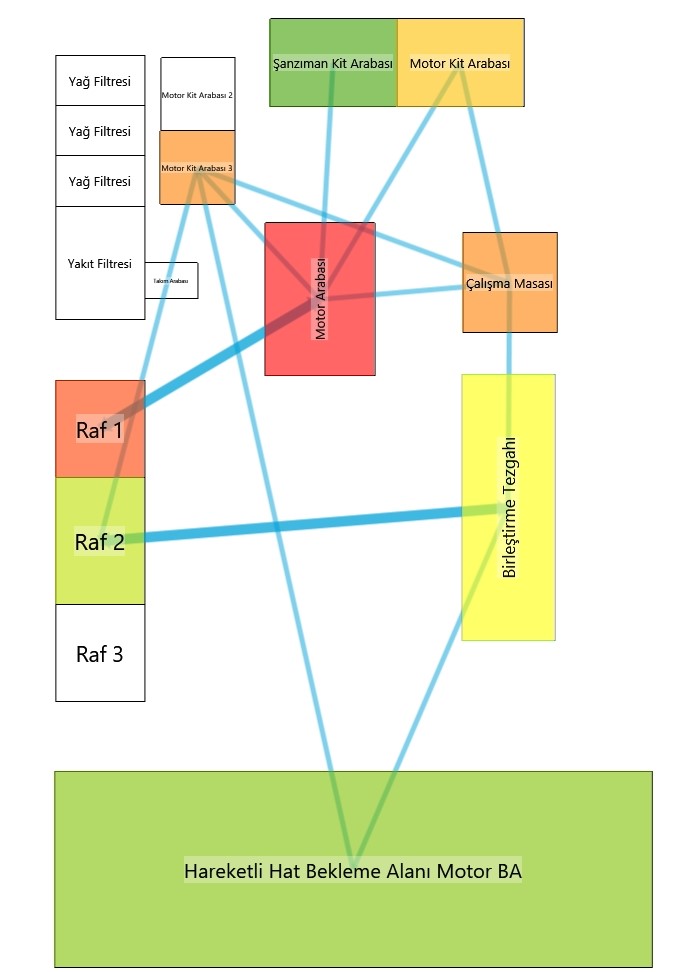 Şanzıman Kit Arabası
Motor Kit Arabası
Yağ Filtresi
Motor Kit Arabası 2
Yağ Filtresi
Motor Kit Arabası 3
Yağ Filtresi
Yakıt Filtresi
Takım Arabası
Motor Arabası
Çalışma Masası
Raf 1
Raf 2
Birleştirme Tezgahı
Raf 3
Hareketli Hat Bekleme Alanı Motor BA